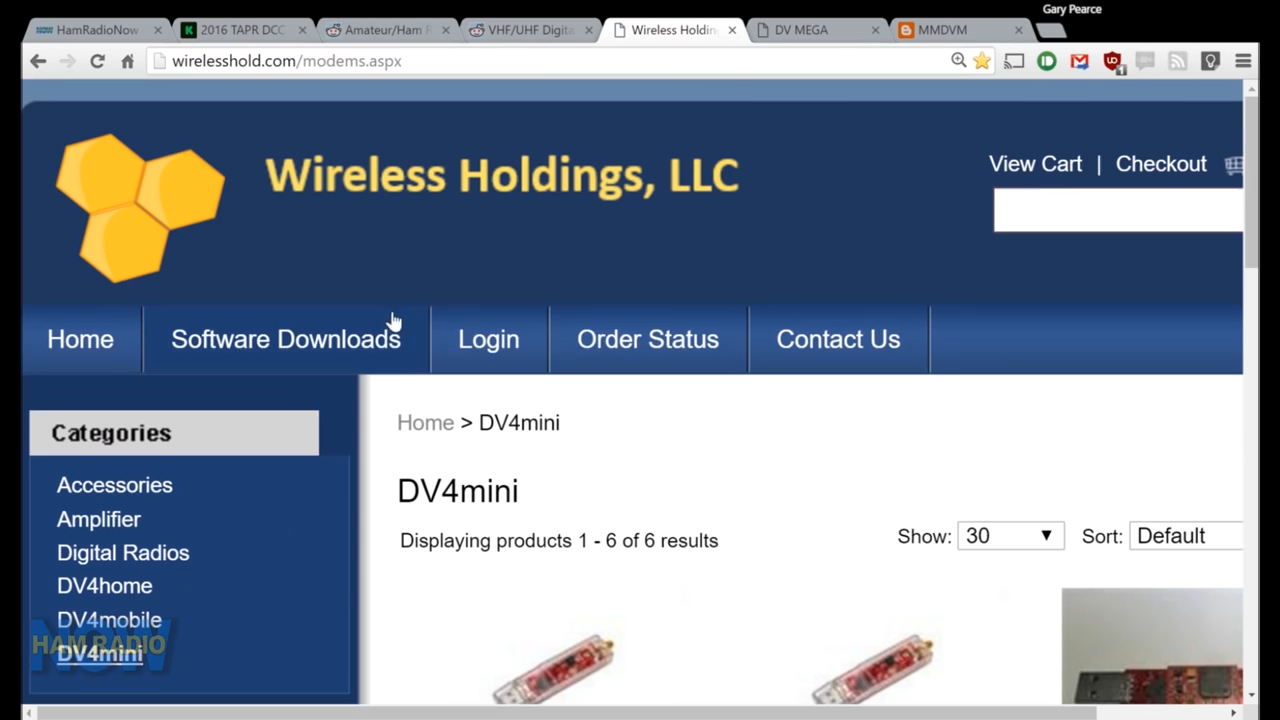 Gary Pearce
HamRadioNow
2016 TAPR DCC
Amateur/Ham F
VHF/UHF Digita
Wireless Holdin
DV MEGA
MMDVM
wirelesshold.com/modems.aspx
1
Wireless Holdings, LLC
View Cart | Checkout
Home
Software Downloads
Login
Order Status
Contact Us
Categories
Accessories
Amplifier
Digital Radios
DV4home
DV4mobile
DV4mini
HAM RADIO
NOW
Home > DV4mini
DV4mini
Displaying products 1 - 6 of 6 results
Show: 30
Sort: Default